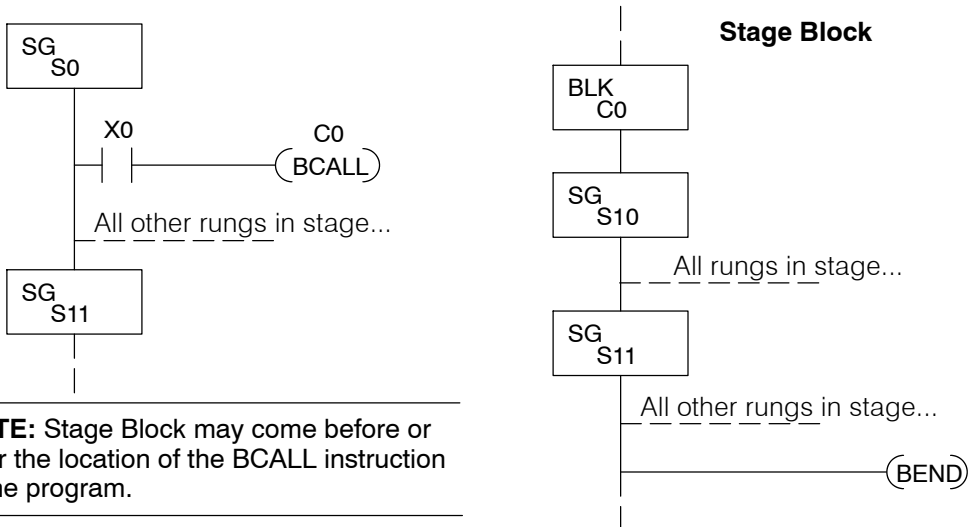 SG
S0
X0
C0
BCALL
All other rungs in stage...
SG
S11
TE: Stage Block may come before or
r the location of the BCALL instruction
ne program.
Stage Block
BLK
C0
SG
S10
All rungs in stage...
SG
S11
All other rungs in stage...
BEND